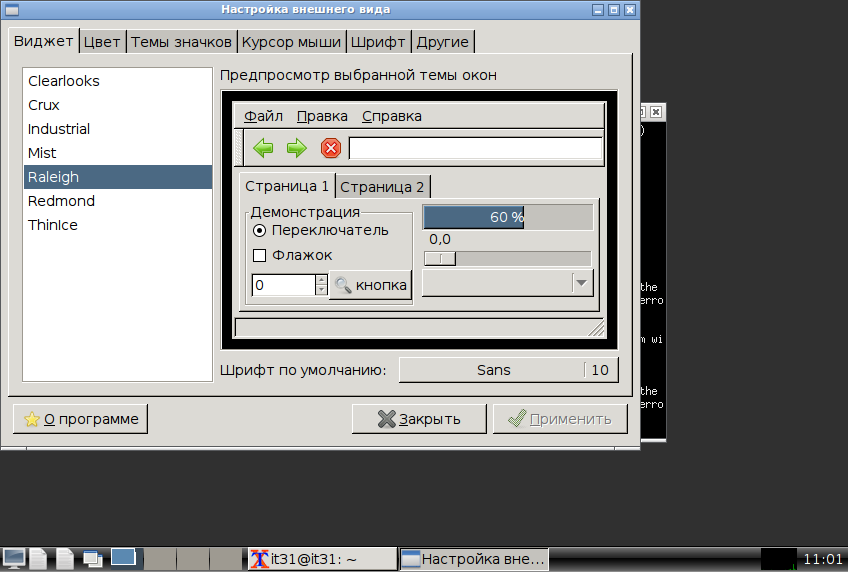 Настройка внешнего вида
Виджет Цвет Темы значков Курсор мыши Шрифт Другие
Clearlooks
Crux
Industrial
Mist
Raleigh
Redmond
ThinIce
Предпросмотр выбранной темы окон
Файл Правка Справка
Страница 1 Страница 2
Демонстрация
Переключатель
Флажок
0
кнопка
60 %
0,0
Шрифт по умолчанию:
Sans 10
О программе
Закрыть
Применить
the
erro
wi
the
erro
it31@it31: ~
Настройка вне...
11:01